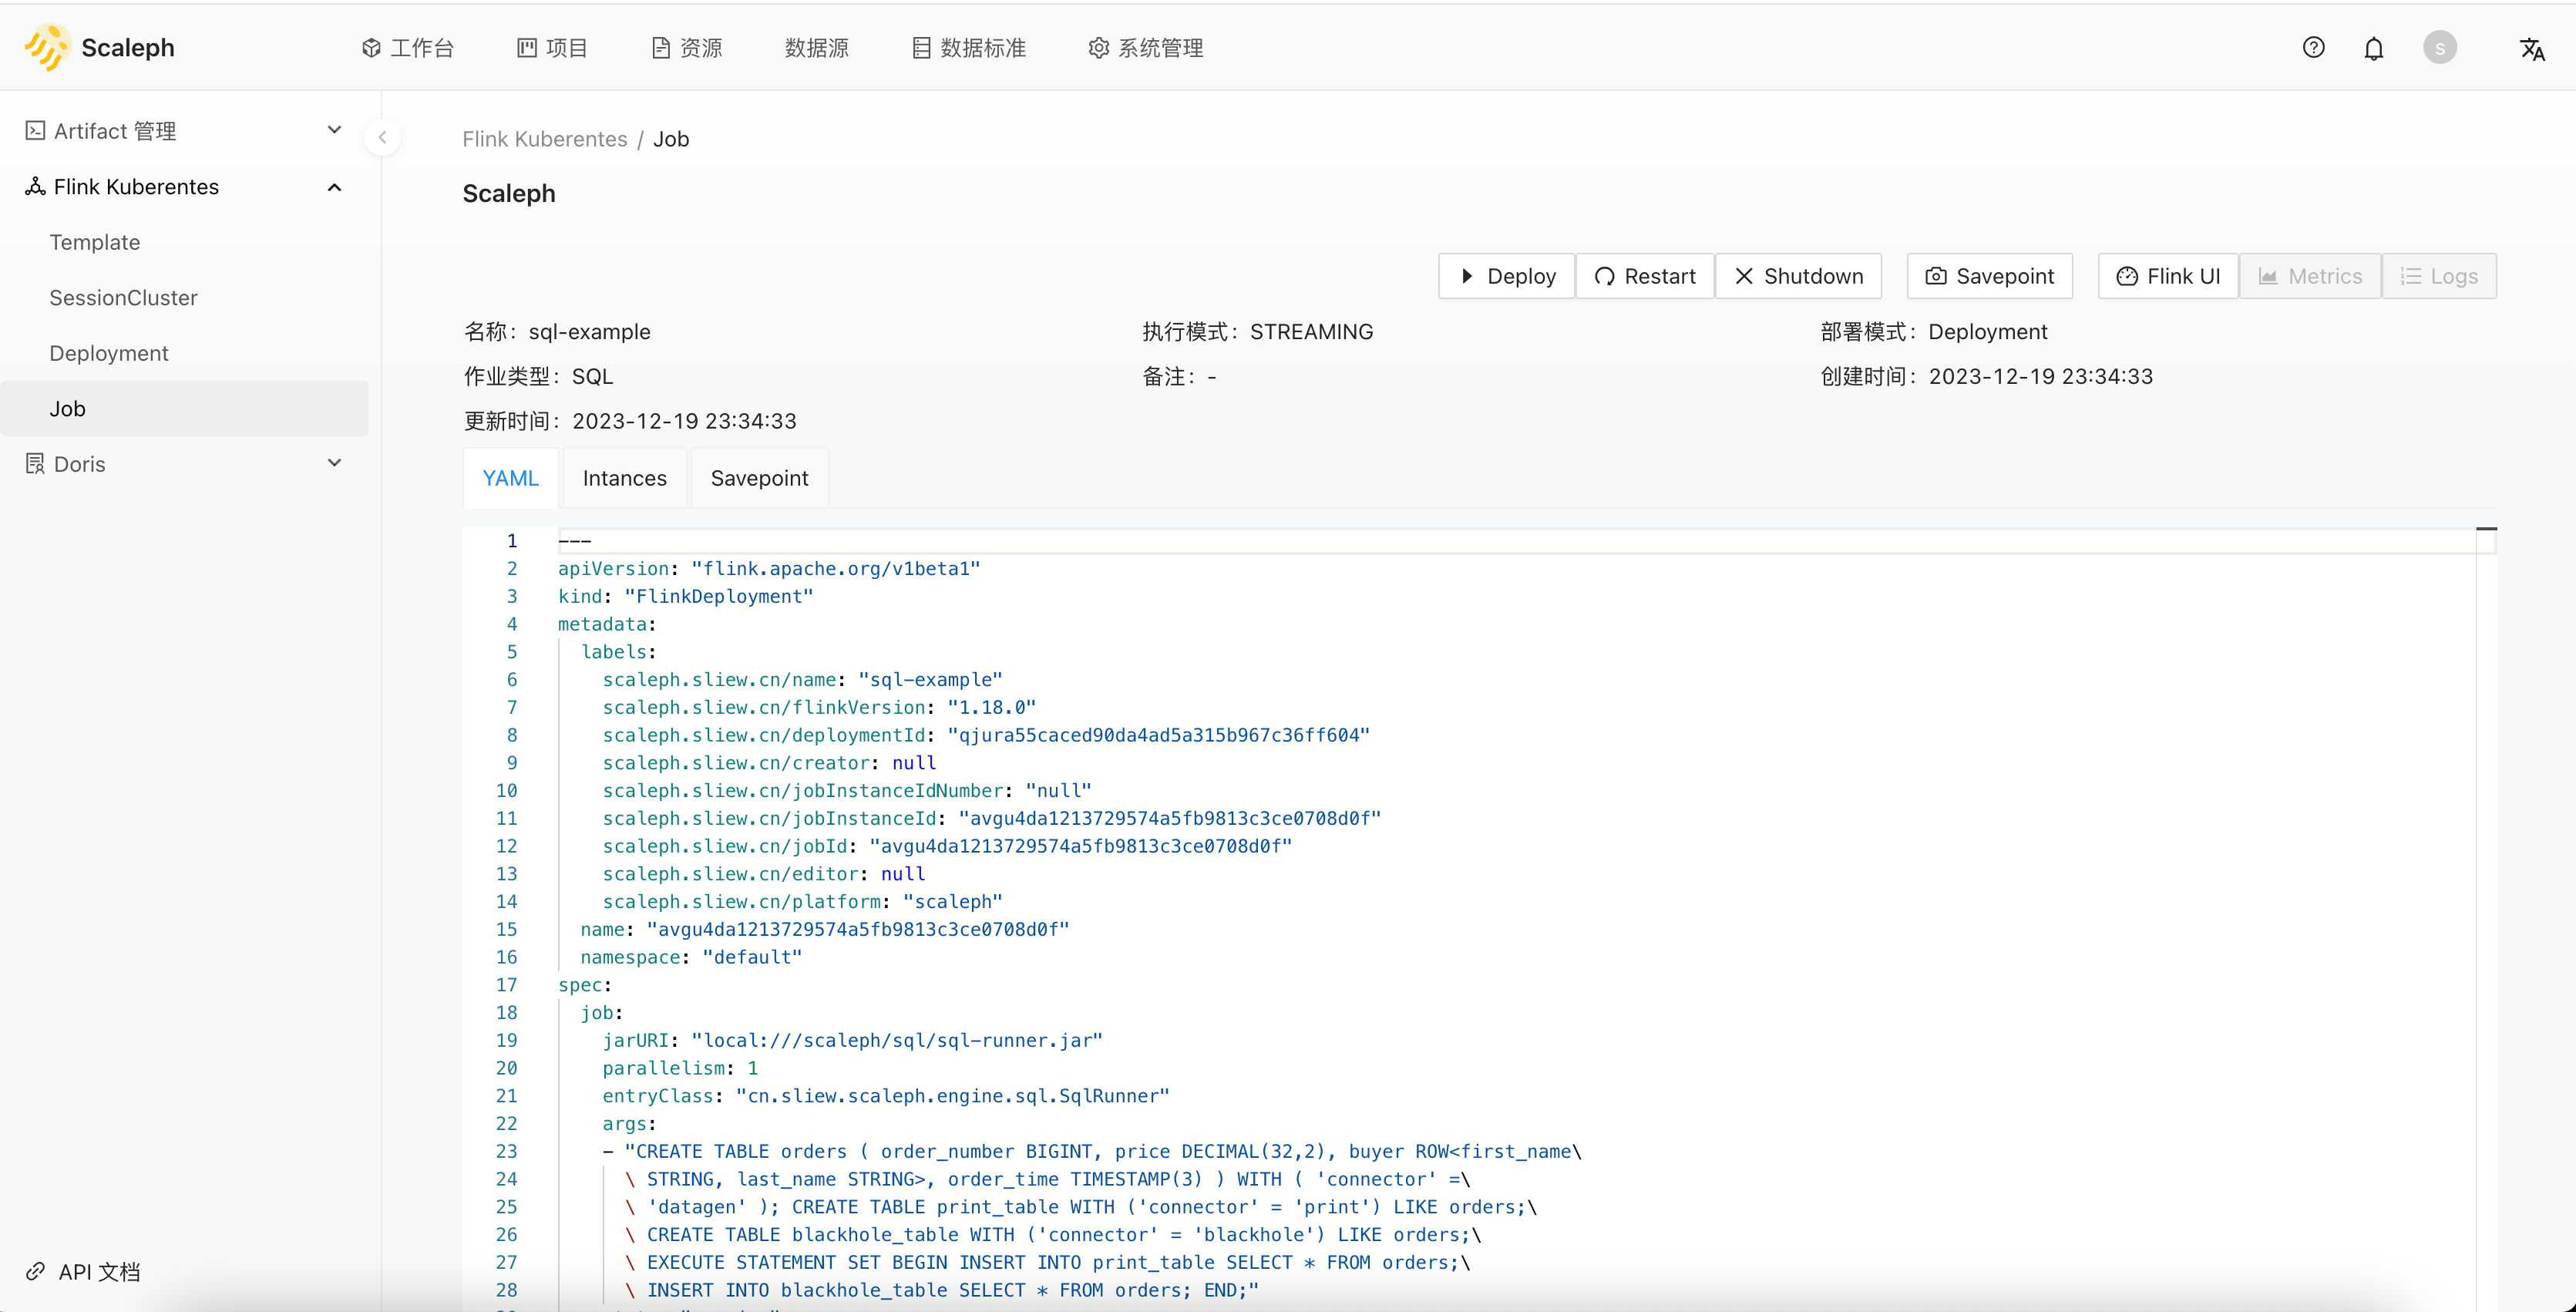 Scaleph
工作台
项目
资源
数据源
数据标准
系统管理
S
Artifact 管理
Flink Kuberentes
Template
SessionCluster
Deployment
Job
Doris
API 文档
Flink Kuberentes / Job
Scaleph
Deploy
Restart
Shutdown
Savepoint
Flink UI
Metrics
Logs
名称： sql-example
执行模式： STREAMING
部署模式： Deployment
作业类型： SQL
备注： -
创建时间： 2023-12-19 23:34:33
更新时间： 2023-12-19 23:34:33
YAML
Intances
Savepoint
1 ---
2 apiVersion: "flink.apache.org/v1beta1"
3 kind: "FlinkDeployment"
4 metadata:
5 labels:
6 scaleph.sliew.cn/name: "sql-example"
7 scaleph.sliew.cn/flinkVersion: "1.18.0"
8 scaleph.sliew.cn/deploymentId: "qjura55caced90da4ad5a315b967c36ff604"
9 scaleph.sliew.cn/creator: null
10 scaleph.sliew.cn/jobInstanceIdNumber: "null"
11 scaleph.sliew.cn/jobInstanceId: "avgu4da1213729574a5fb9813c3ce0708d0f"
12 scaleph.sliew.cn/jobId: "avgu4da1213729574a5fb9813c3ce0708d0f"
13 scaleph.sliew.cn/editor: null
14 scaleph.sliew.cn/platform: "scaleph"
15 name: "avgu4da1213729574a5fb9813c3ce0708d0f"
16 namespace: "default"
17 spec:
18 job:
19 jarURI: "local:///scaleph/sql/sql-runner.jar"
20 parallelism: 1
21 entryClass: "cn.sliew.scaleph.engine.sql.SqlRunner"
22 args:
23 - "CREATE TABLE orders ( order_number BIGINT, price DECIMAL(32,2), buyer ROW<first_name\
24 \ STRING, last_name STRING>, order_time TIMESTAMP(3) ) WITH ( 'connector' =\
25 \ 'datagen' ); CREATE TABLE print_table WITH ('connector' = 'print') LIKE orders;\
26 \ CREATE TABLE blackhole_table WITH ('connector' = 'blackhole') LIKE orders;\
27 \ EXECUTE STATEMENT SET BEGIN INSERT INTO print_table SELECT * FROM orders;\
28 \ INSERT INTO blackhole_table SELECT * FROM orders; END;"